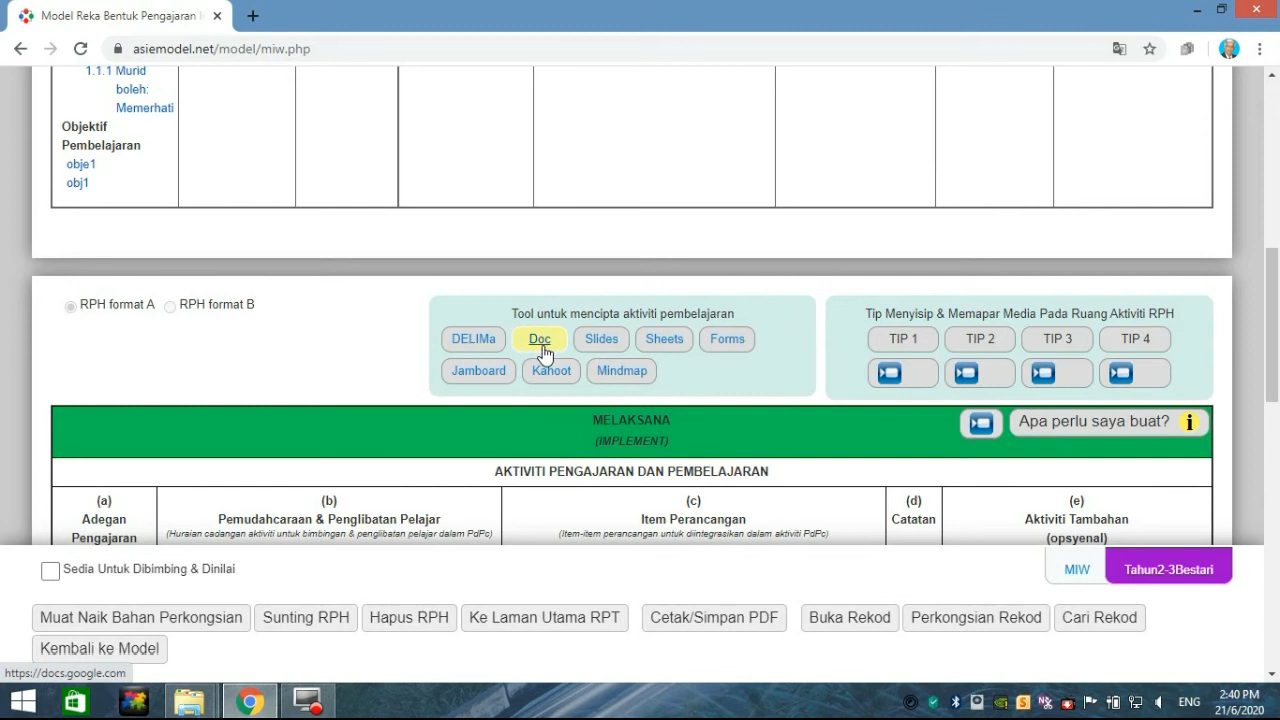 Model Reka Bentuk Pengajaran
asiemodel.net/model/miw.php
1.1.1 Murid
boleh:
Memerhati
Objektif
Pembelajaran
obje1
obj1
RPH format A RPH format B
Tool untuk mencipta aktiviti pembelajaran
DELIMa Doc Slides Sheets Forms
Jamboard Kahoot Mindmap
Tip Menyisip & Memapar Media Pada Ruang Aktiviti RPH
TIP 1 TIP 2 TIP 3 TIP 4
MELAKSANA
(IMPLEMENT)
Apa perlu saya buat? i
AKTIVITI PENGAJARAN DAN PEMBELAJARAN
(a)
Adegan
Pengajaran
(b)
Pemudahcaraan & Penglibatan Pelajar
(Huraian cadangan aktiviti untuk bimbingan & penglibatan pelajar dalam PdPc)
(c)
Item Perancangan
(Item-item perancangan untuk diintegrasikan dalam aktiviti PdPc)
(d)
Catatan
(e)
Aktiviti Tambahan
(opsyenal)
Sedia Untuk Dibimbing & Dinilai
MIW Tahun2-3Bestari
Muat Naik Bahan Perkongsian Sunting RPH Hapus RPH Ke Laman Utama RPT Cetak/Simpan PDF Buka Rekod Perkongsian Rekod Cari Rekod
Kembali ke Model
https://docs.google.com
ENG
2:40 PM
21/6/2020